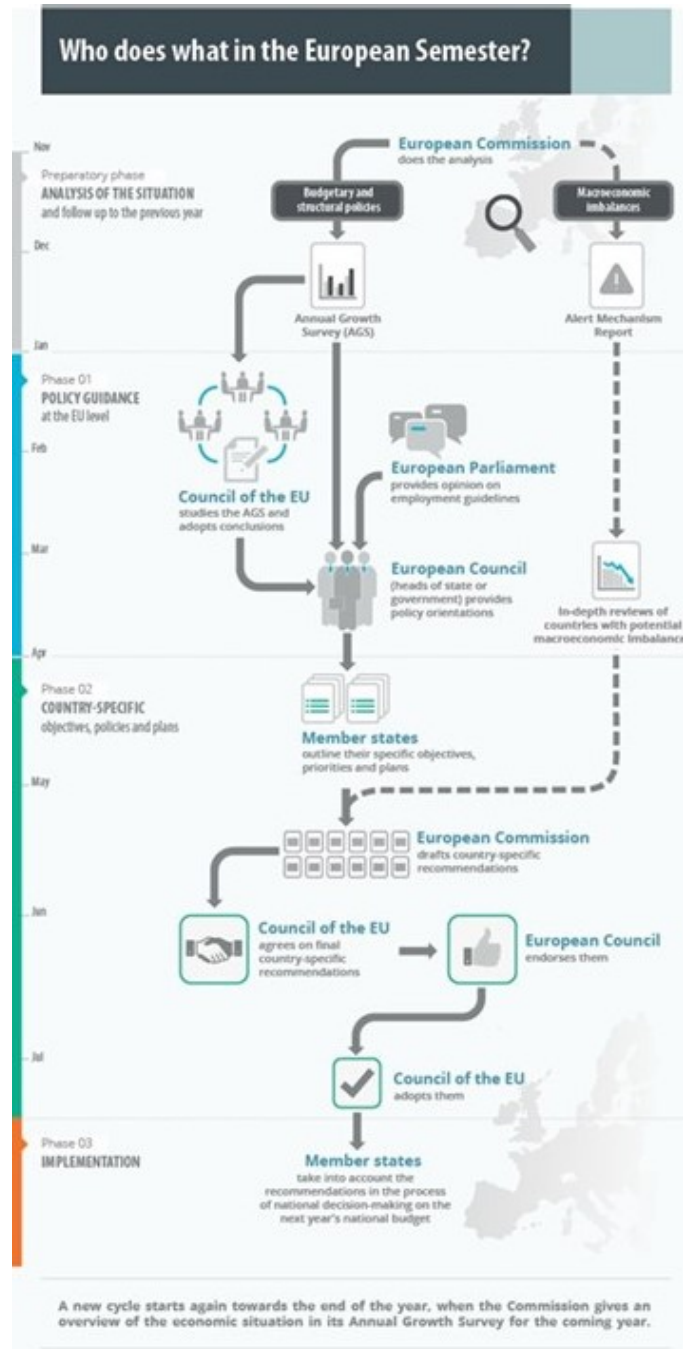 Who does what in the European Semester?
Nov
European Commission
does the analysis
Preparatory phase
ANALYSIS OF THE SITUATION
and follow up to the previous year
Budgetary and
structural policies
Macroeconomic
imbalances
Dec
Annual Growth
Survey (AGS)
Alert Mechanism
Report
Jan
Phase 01
POLICY GUIDANCE
at the EU level
Feb
European Parliament
provides opinion on
employment guidelines
Council of the EU
studies the AGS and
adopts conclusions
Mar
European Council
(heads of state or
government) provides
policy orientations
In-depth reviews of
countries with potential
macroeconomic Imbalance
Apr
Phase 02
COUNTRY-SPECIFIC
objectives, policies and plans
Member states
outline their specific objectives,
priorities and plans
May
European Commission
drafts country-specific
recommendations
Jun
Council of the EU
agrees on final
country-specific
recommendations
European Council
endorses them
Jul
Council of the EU
adopts them
Phase 03
IMPLEMENTATION
Member states
take into account the
recommendations in the process
of national decision-making on the
next year's national budget
A new cycle starts again towards the end of the year, when the Commission gives an
overview of the economic situation in its Annual Growth Survey for the coming year.